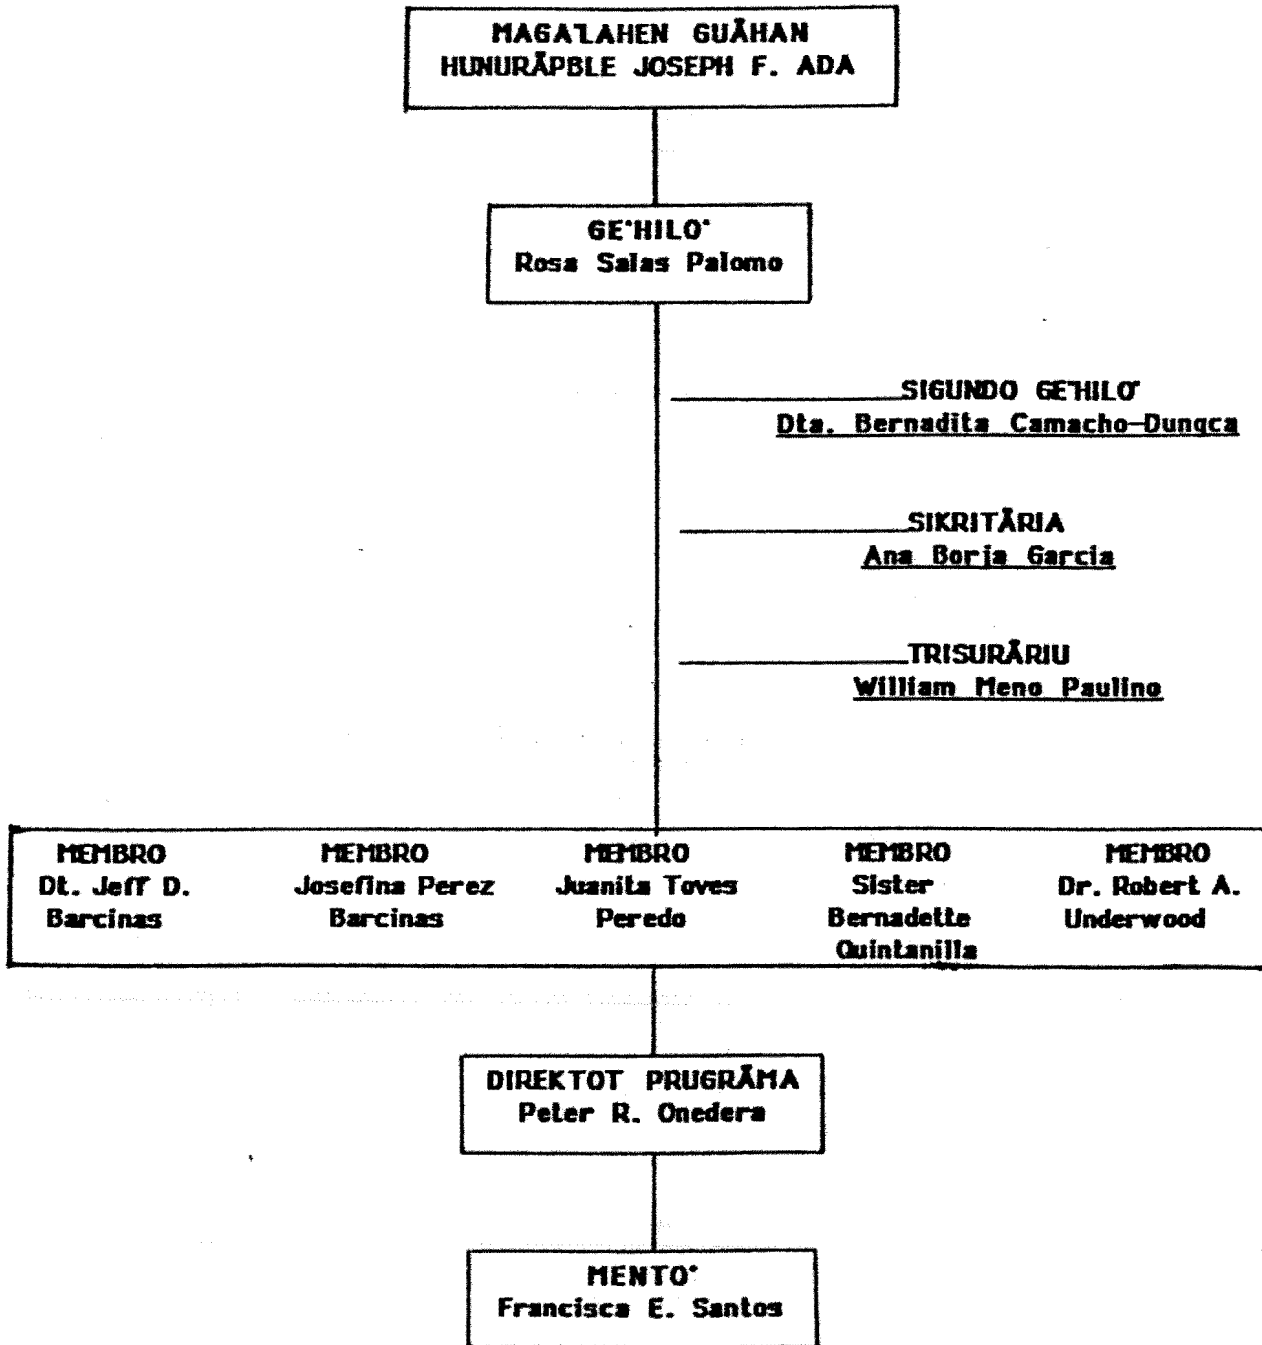 MAGA'LAHEN GUÅHAN
HUNURÅPBLE JOSEPH F. ADA
GE'HILO'
Rosa Salas Palomo
SIGUNDO GE'HILO'
Dta. Bernadita Camacho-Dungca
SIKRITÅRIA
Ana Borja Garcia
TRISURÅRIU
William Meno Paulino
MEMBRO
Dt. Jeff D.
Barcinas
MEMBRO
Josefina Perez
Barcinas
MEMBRO
Juanita Toves
Peredo
MEMBRO
Sister
Bernadette
Quintanilla
MEMBRO
Dr. Robert A.
Underwood
DIREKTOT PRUGRÅMA
Peter R. Onedera
MENTO'
Francisca E. Santos